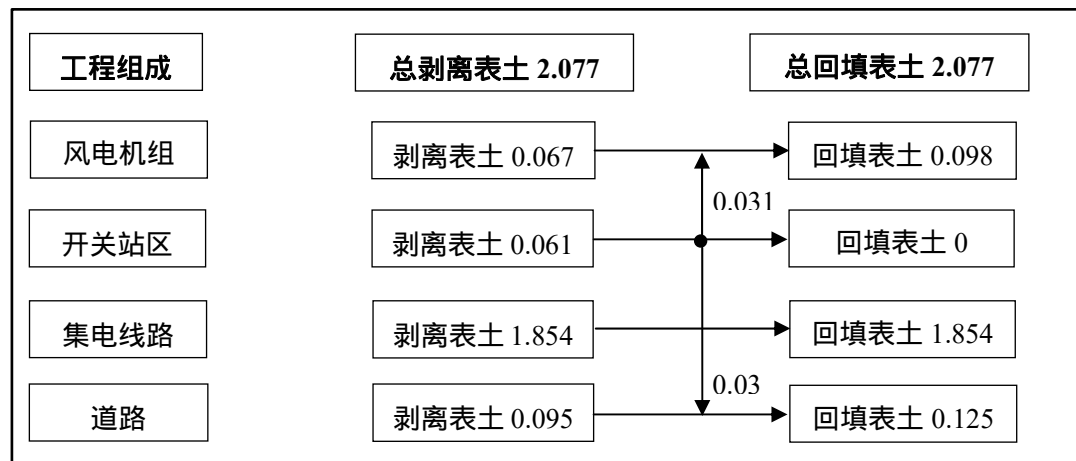 工程组成 总剥离表土 2.077 总回填表土 2.077
风电机组 剥离表土 0.067 回填表土 0.098
0.031
开关站区 剥离表土 0.061 回填表土 0
集电线路 剥离表土 1.854 回填表土 1.854
0.03
道路 剥离表土 0.095 回填表土 0.125